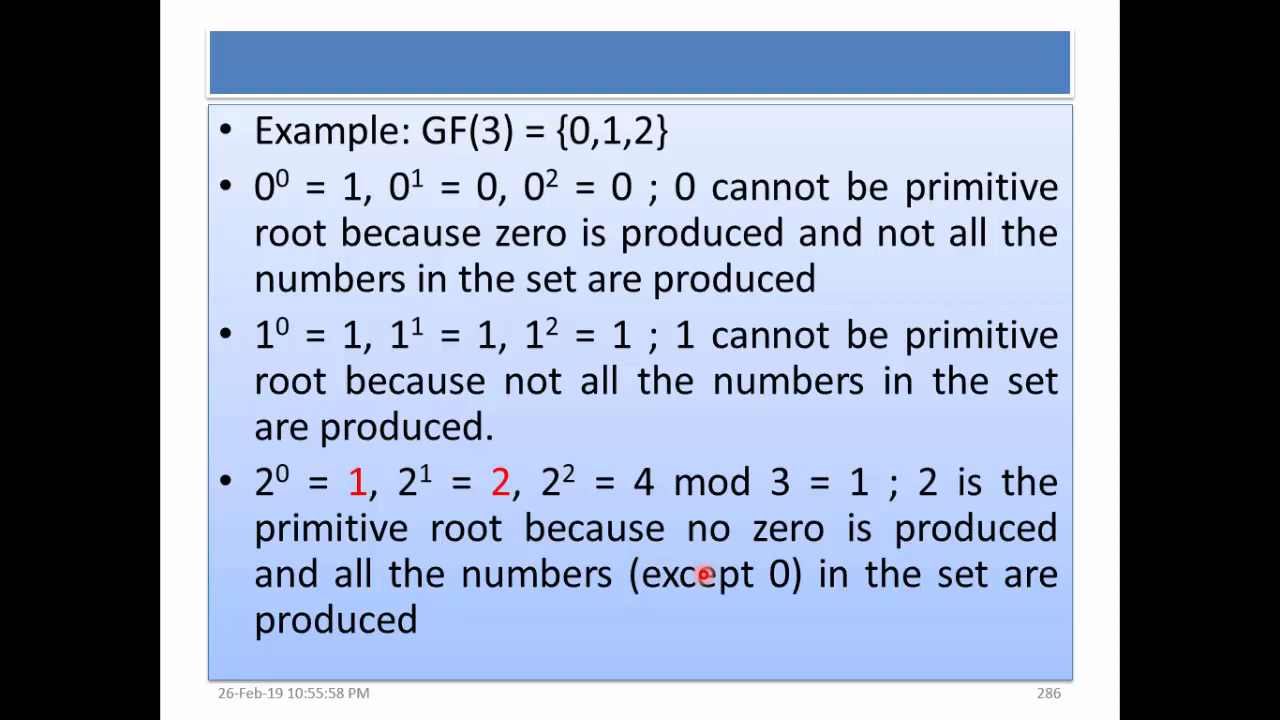 • Example: GF(3) = {0,1,2}
• 0⁰ = 1, 0¹ = 0, 0² = 0 ; 0 cannot be primitive
root because zero is produced and not all the
numbers in the set are produced
• 1⁰ = 1, 1¹ = 1, 1² = 1 ; 1 cannot be primitive
root because not all the numbers in the set
are produced.
• 2⁰ = 1, 2¹ = 2, 2² = 4 mod 3 = 1 ; 2 is the
primitive root because no zero is produced
and all the numbers (except 0) in the set are
produced
26-Feb-19 10:55:58 PM
286